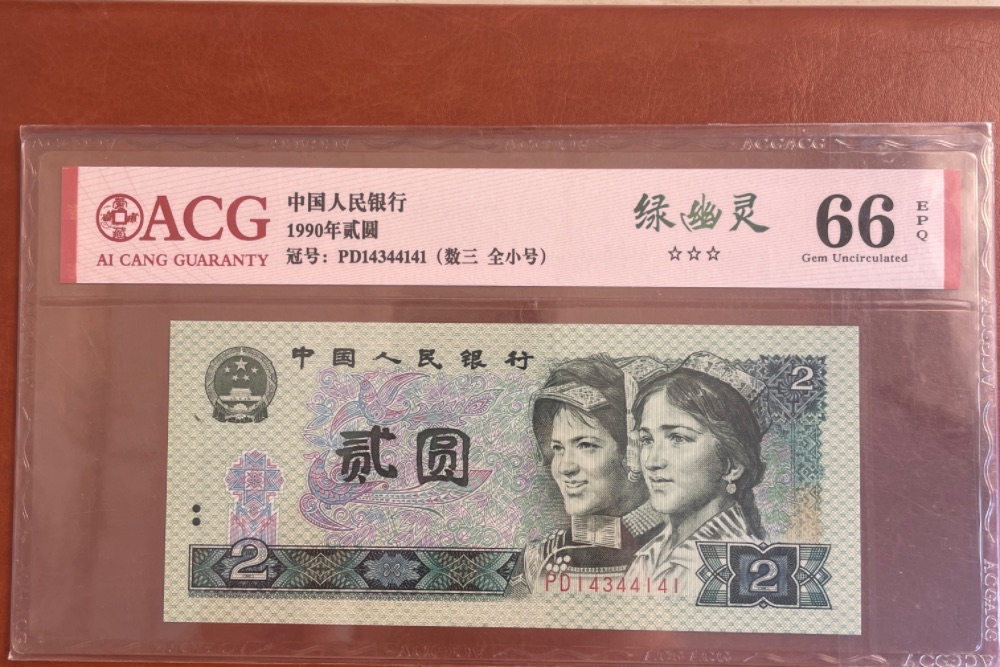 ACGACG
ACG
AI CANG GUARANTY
中国人民银行
1990年贰圆
冠号：PD14344141（数三 全小号）
绿幽灵
☆☆☆
66
EPQ
Gem Uncirculated
中国人民银行
贰圆
2
2
PD14344141
2
ACGACG